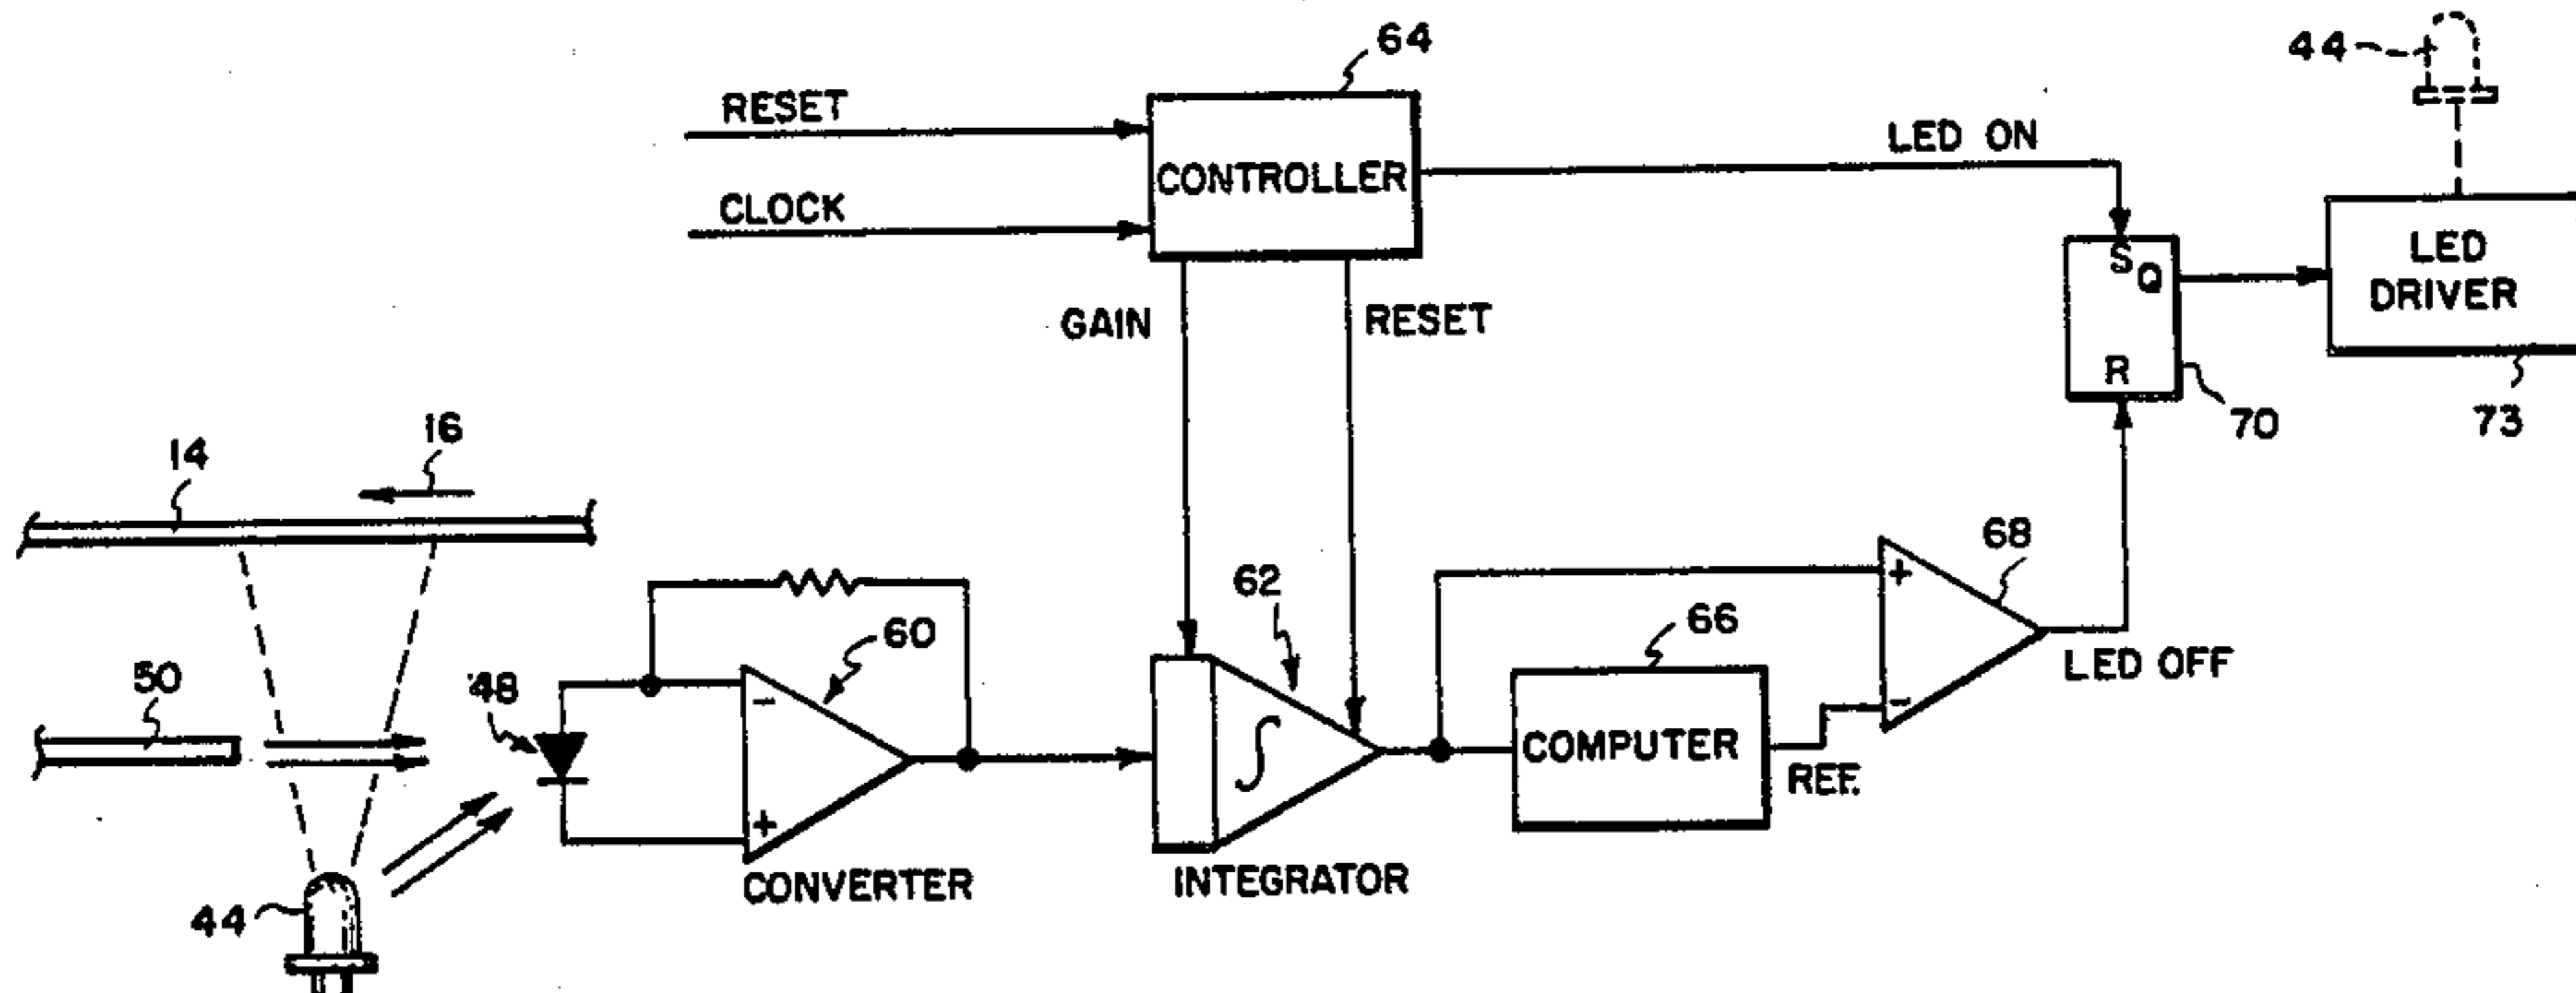 64
44
RESET
LED ON
CONTROLLER
CLOCK
S
Q
LED
DRIVER
GAIN
RESET
R
70
73
14
16
68
62
+
66
60
50
48
-
LED OFF
-
∫
COMPUTER
REF.
+
CONVERTER
INTEGRATOR
44